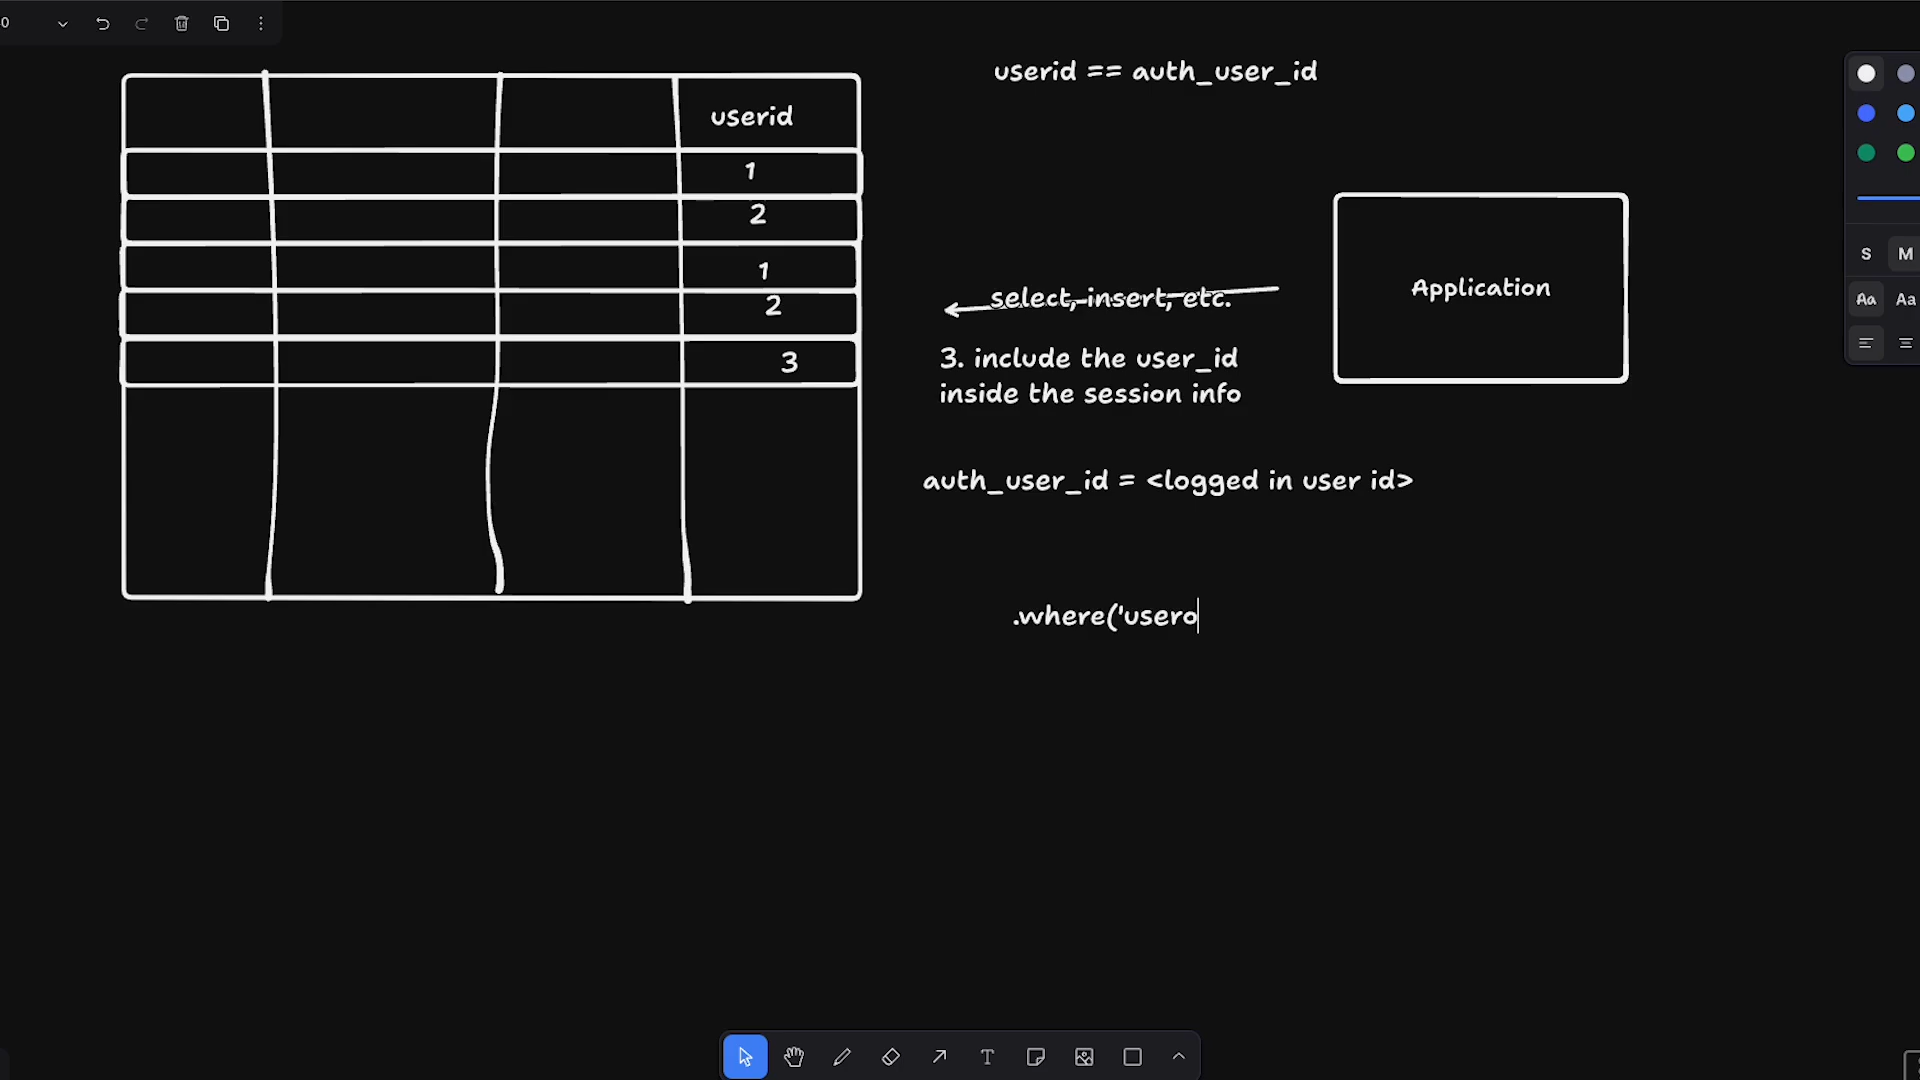 0
userid
1
2
1
2
3
userid == auth_user_id
select, insert, etc.
3. include the user_id
inside the session info
auth_user_id = <logged in user id>
.where('usero
Application
S M
Aa Aa
T